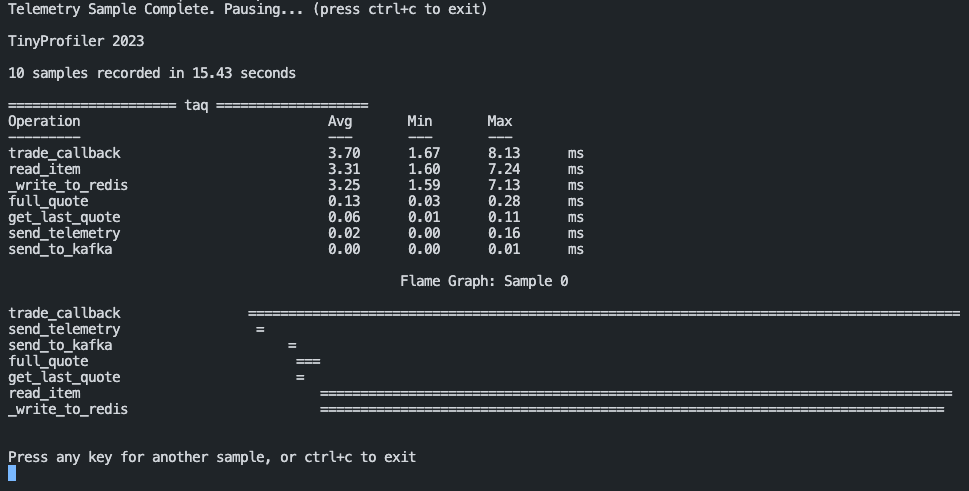 Telemetry Sample Complete. Pausing... (press ctrl+c to exit)
TinyProfiler 2023
10 samples recorded in 15.43 seconds
===================== taq ===================
Operation Avg Min Max
--------- --- --- ---
trade_callback 3.70 1.67 8.13 ms
read_item 3.31 1.60 7.24 ms
_write_to_redis 3.25 1.59 7.13 ms
full_quote 0.13 0.03 0.28 ms
get_last_quote 0.06 0.01 0.11 ms
send_telemetry 0.02 0.00 0.16 ms
send_to_kafka 0.00 0.00 0.01 ms
Flame Graph: Sample 0
trade_callback =========================================================================================
send_telemetry =
send_to_kafka =
full_quote ===
get_last_quote =
read_item ===============================================================================
_write_to_redis ==============================================================================
Press any key for another sample, or ctrl+c to exit